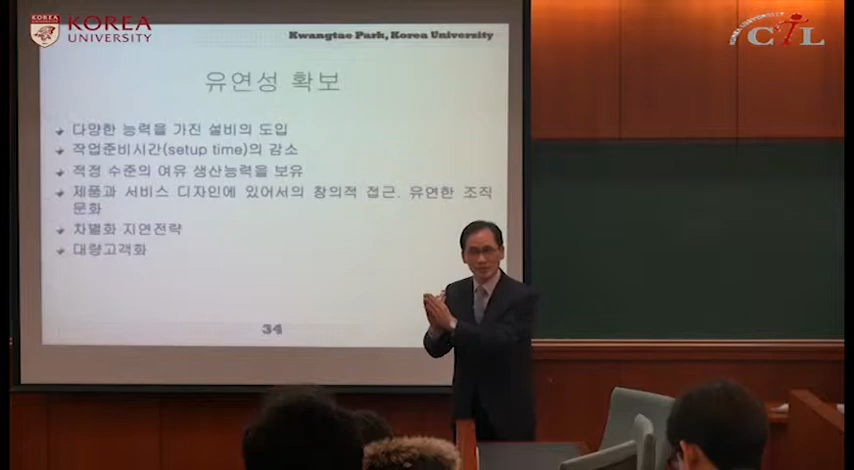 KOREA
UNIVERSITY
Kwangtae Park, Korea University
CTL
유연성 확보
다양한 능력을 가진 설비의 도입
작업준비시간(setup time)의 감소
적정 수준의 여유 생산능력을 보유
제품과 서비스 디자인에 있어서의 창의적 접근. 유연한 조직
문화
차별화 지연전략
대량고객화
34